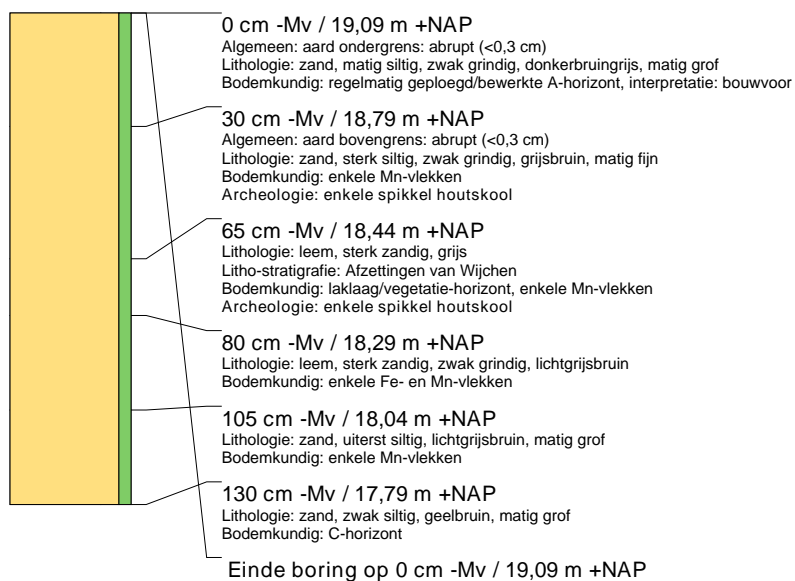 0 cm -Mv / 19,09 m +NAP
Algemeen: aard ondergrens: abrupt (<0,3 cm)
Lithologie: zand, matig siltig, zwak grindig, donkerbruingrijs, matig grof
Bodemkundig: regelmatig geploegd/bewerkte A-horizont, interpretatie: bouwvoor
30 cm -Mv / 18,79 m +NAP
Algemeen: aard bovengrens: abrupt (<0,3 cm)
Lithologie: zand, sterk siltig, zwak grindig, grijsbruin, matig fijn
Bodemkundig: enkele Mn-vlekken
Archeologie: enkele spikkel houtskool
65 cm -Mv / 18,44 m +NAP
Lithologie: leem, sterk zandig, grijs
Litho-stratigrafie: Afzettingen van Wijchen
Bodemkundig: laklaag/vegetatie-horizont, enkele Mn-vlekken
Archeologie: enkele spikkel houtskool
80 cm -Mv / 18,29 m +NAP
Lithologie: leem, sterk zandig, zwak grindig, lichtgrijsbruin
Bodemkundig: enkele Fe- en Mn-vlekken
105 cm -Mv / 18,04 m +NAP
Lithologie: zand, uiterst siltig, lichtgrijsbruin, matig grof
Bodemkundig: enkele Mn-vlekken
130 cm -Mv / 17,79 m +NAP
Lithologie: zand, zwak siltig, geelbruin, matig grof
Bodemkundig: C-horizont
Einde boring op 0 cm -Mv / 19,09 m +NAP